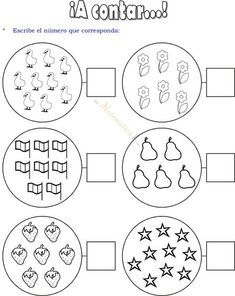 ¡A contar...!
* Escribe el número que corresponda: